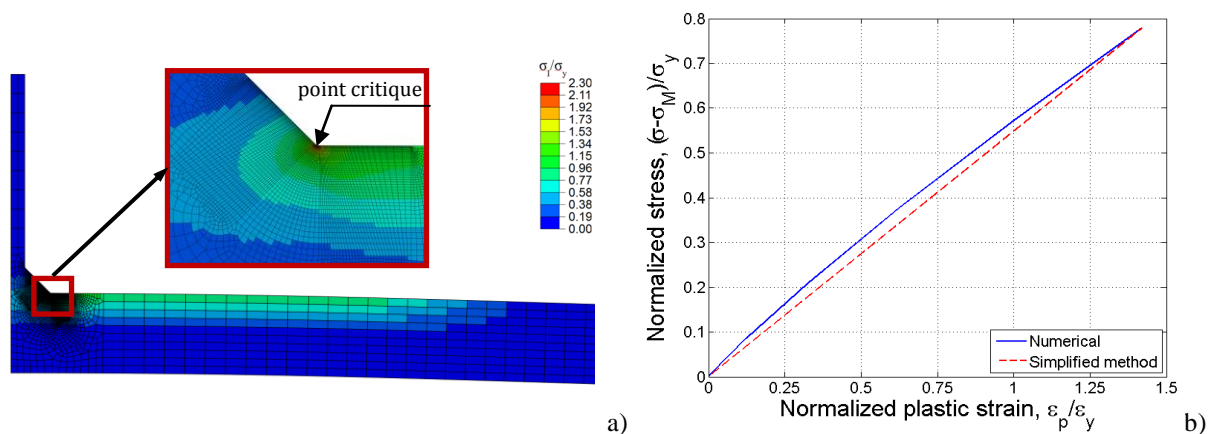 σI/σy
2.30
2.11
1.92
1.73
1.53
1.34
1.15
0.96
0.77
0.58
0.38
0.19
0.00
point critique
a)
Normalized stress, (σ-σM)/σy
0.8
0.7
0.6
0.5
0.4
0.3
0.2
0.1
0
0 0.25 0.5 0.75 1 1.25 1.5
Numerical
Simplified method
Normalized plastic strain, εp/εy
b)